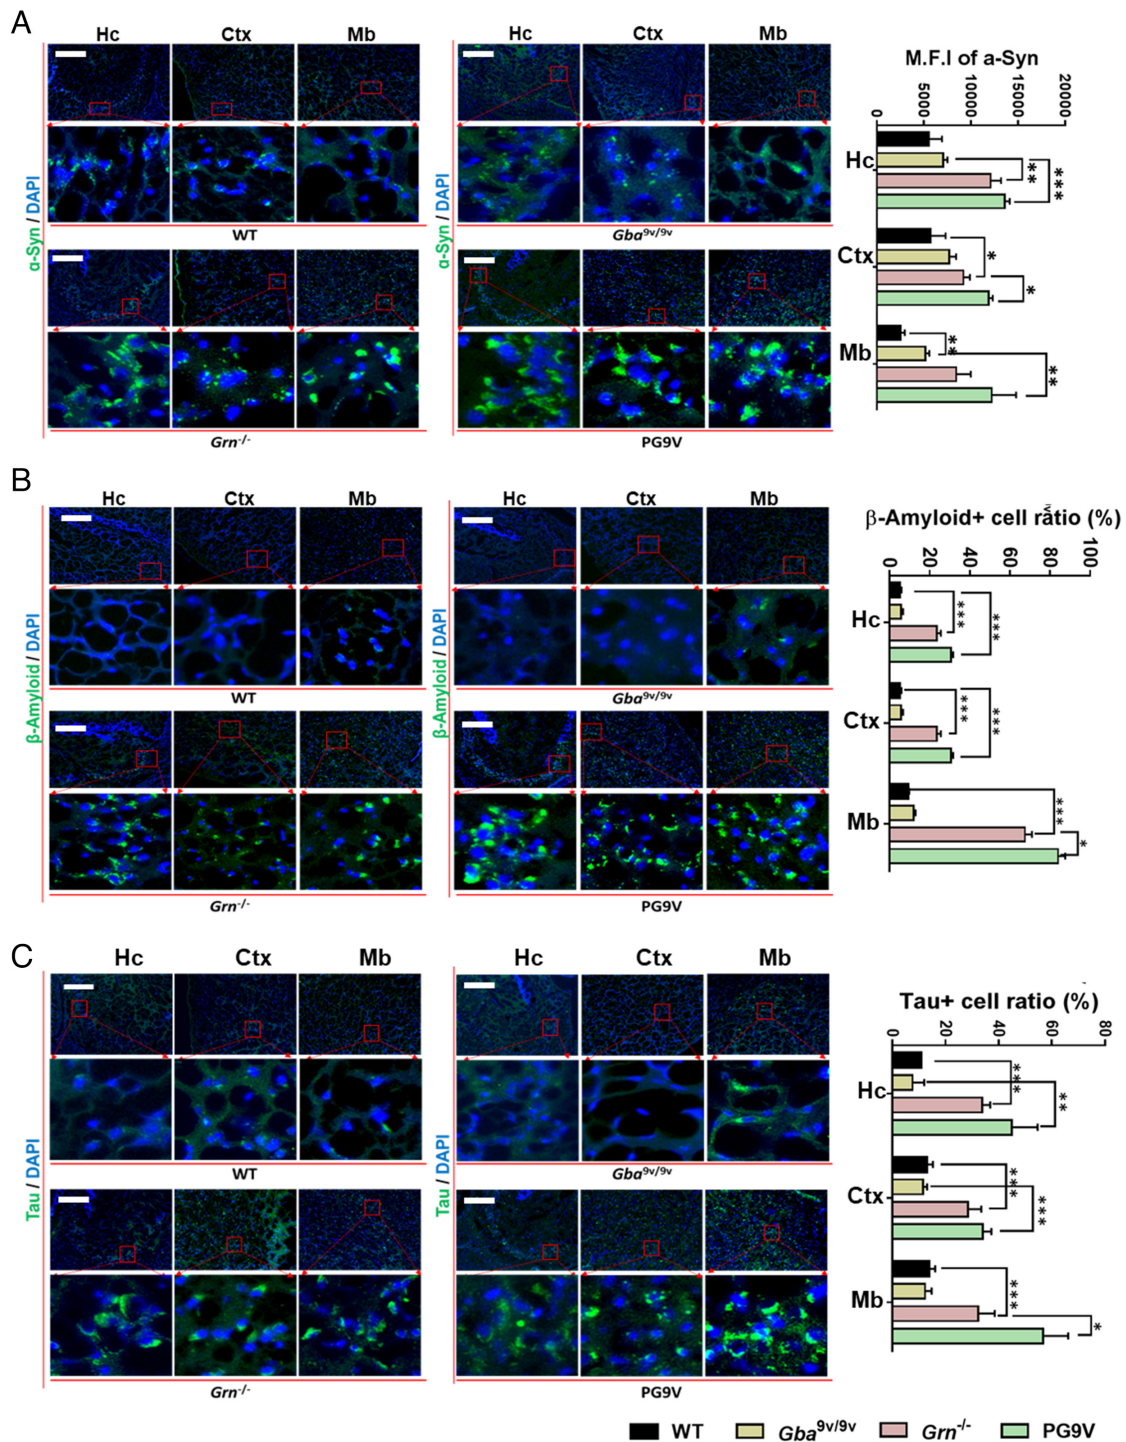 A
Hc Ctx Mb
Hc Ctx Mb
α-Syn / DAPI
WT
α-Syn / DAPI
Gba9v/9v
Grn-/-
PG9V
M.F.I of a-Syn
0 5000 10000 15000 20000
Hc
**
***
Ctx
*
*
Mb
**
**
B
Hc Ctx Mb
Hc Ctx Mb
β-Amyloid / DAPI
WT
β-Amyloid / DAPI
Gba9v/9v
Grn-/-
PG9V
β-Amyloid+ cell ratio (%)
0 20 40 60 80 100
Hc
***
***
Ctx
***
***
Mb
***
*
C
Hc Ctx Mb
Hc Ctx Mb
Tau / DAPI
WT
Tau / DAPI
Gba9v/9v
Grn-/-
PG9V
Tau+ cell ratio (%)
0 20 40 60 80
Hc
***
**
Ctx
***
***
Mb
***
*
WT Gba9v/9v Grn-/- PG9V